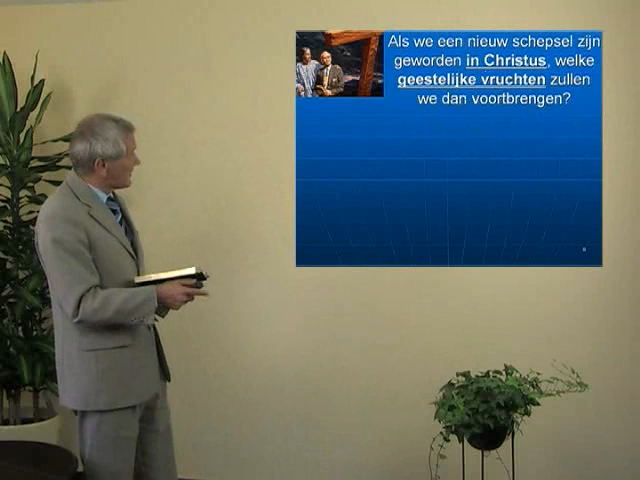 Als we een nieuw schepsel zijn
geworden in Christus, welke
geestelijke vruchten zullen
we dan voortbrengen?